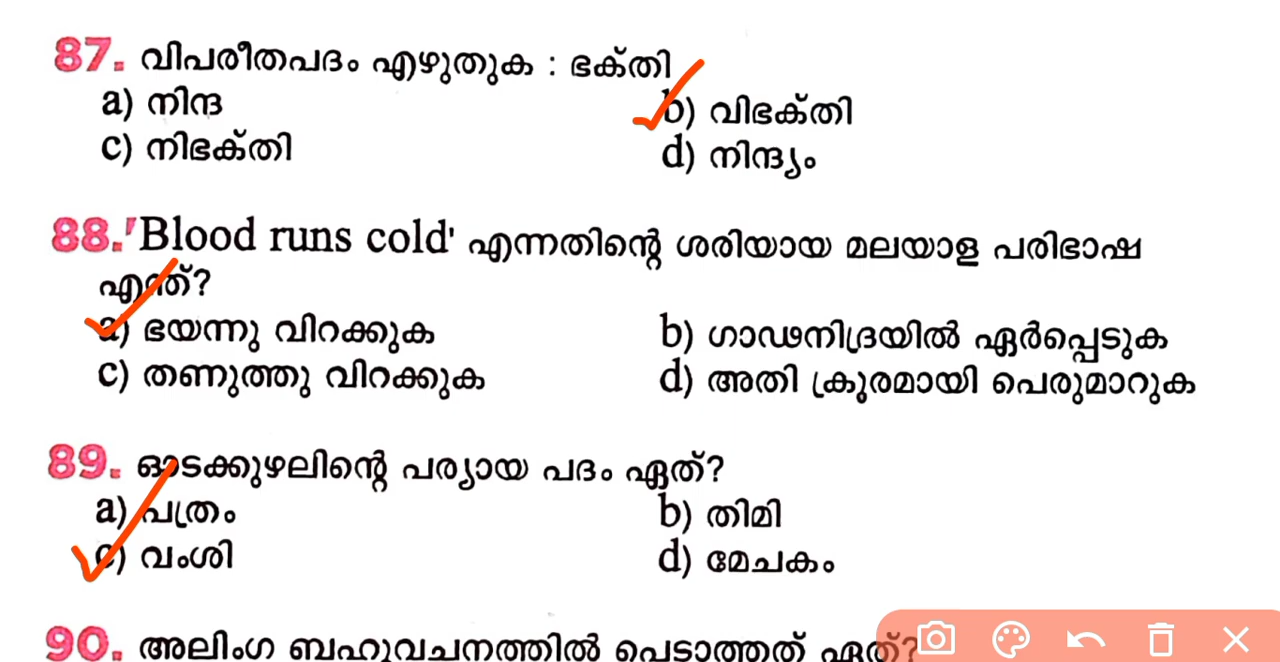 87. വിപരീതപദം എഴുതുക : ഭക്തി
a) നിന്ദ b) വിഭക്തി
c) നിഭക്തി d) നിന്ദ്യം
88. 'Blood runs cold' എന്നതിന്റെ ശരിയായ മലയാള പരിഭാഷ
എന്ത്?
a) ഭയന്നു വിറക്കുക b) ഗാഢനിദ്രയിൽ ഏർപ്പെടുക
c) തണുത്തു വിറക്കുക d) അതി ക്രൂരമായി പെരുമാറുക
89. ഓടക്കുഴലിന്റെ പര്യായ പദം ഏത്?
a) പത്രം b) തിമി
c) വംശി d) മേചകം
90. അലിംഗ ബഹുവചനത്തിൽ പെടാത്തത് ഏത്?